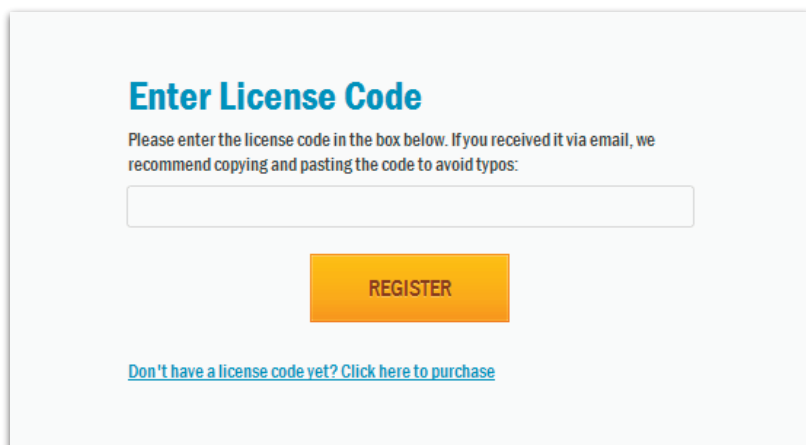 Enter License Code
Please enter the license code in the box below. If you received it via email, we
recommend copying and pasting the code to avoid typos:
REGISTER
Don't have a license code yet? Click here to purchase